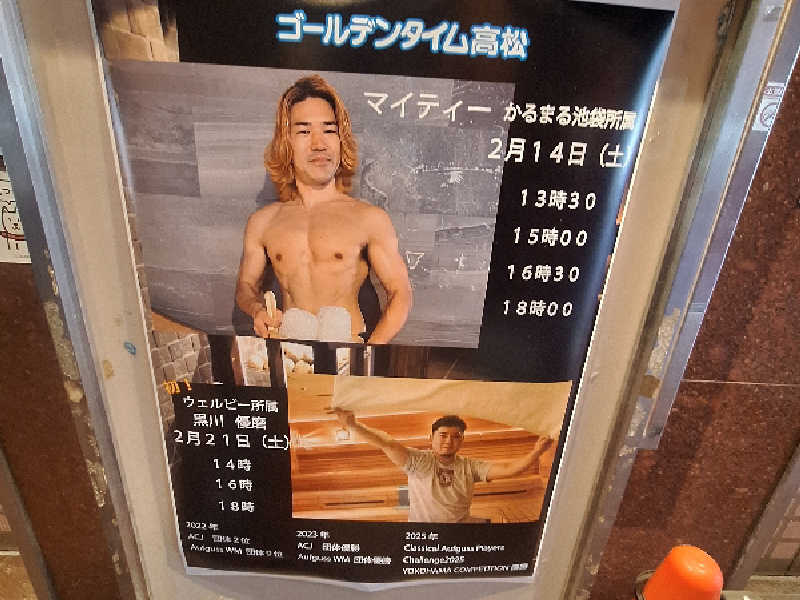 ゴールデンタイム高松
マイティー かるまる池袋所属
2月14日（土
13時30
15時00
16時30
18時00
初！
ウェルビー所属
黒川 優磨
2月21日（土）
14時
16時
18時
2022年
ACJ 団体2位
Aufguss WM 団体9位
2023年
ACJ 団体優勝
Aufguss WM 団体優勝
2025年
Classical Aufguss Players
Challenge2025
YOKOHAMA COMPETITION